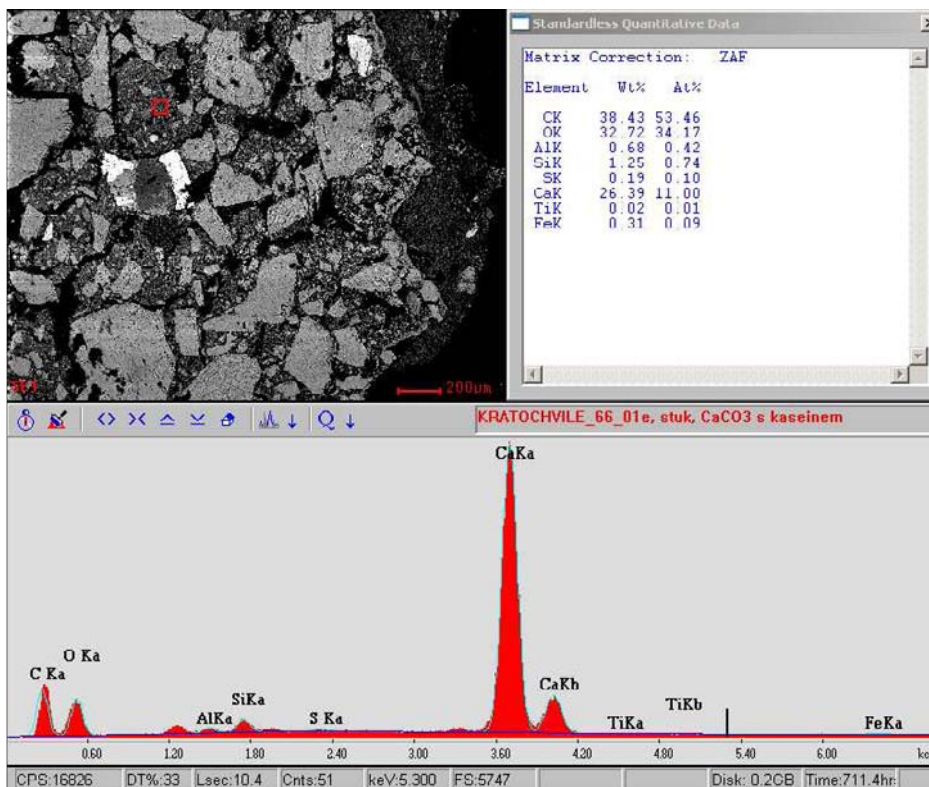 Standardless Quantitative Data
Matrix Correction: ZAF
Element Wt% At%
CK 38.43 53.46
OK 32.72 34.17
AlK 0.68 0.42
SiK 1.25 0.74
SK 0.19 0.10
CaK 26.39 11.00
TiK 0.02 0.01
FeK 0.31 0.09
200µm
KRATOCHVILE_66_01e, stuk, CaCO3 s kaseinem
CaKa
O Ka
C Ka
SiKa
CaKb
TiKb
AlKa
S Ka
TiKa
FeKa
0.60 1.20 1.80 2.40 3.00 3.60 4.20 4.80 5.40 6.00
CPS:16826 DT%:33 Lsec:10.4 Cnts:51 keV:5.300 FS:5747 Disk: 0.2GB Time:711.4hr